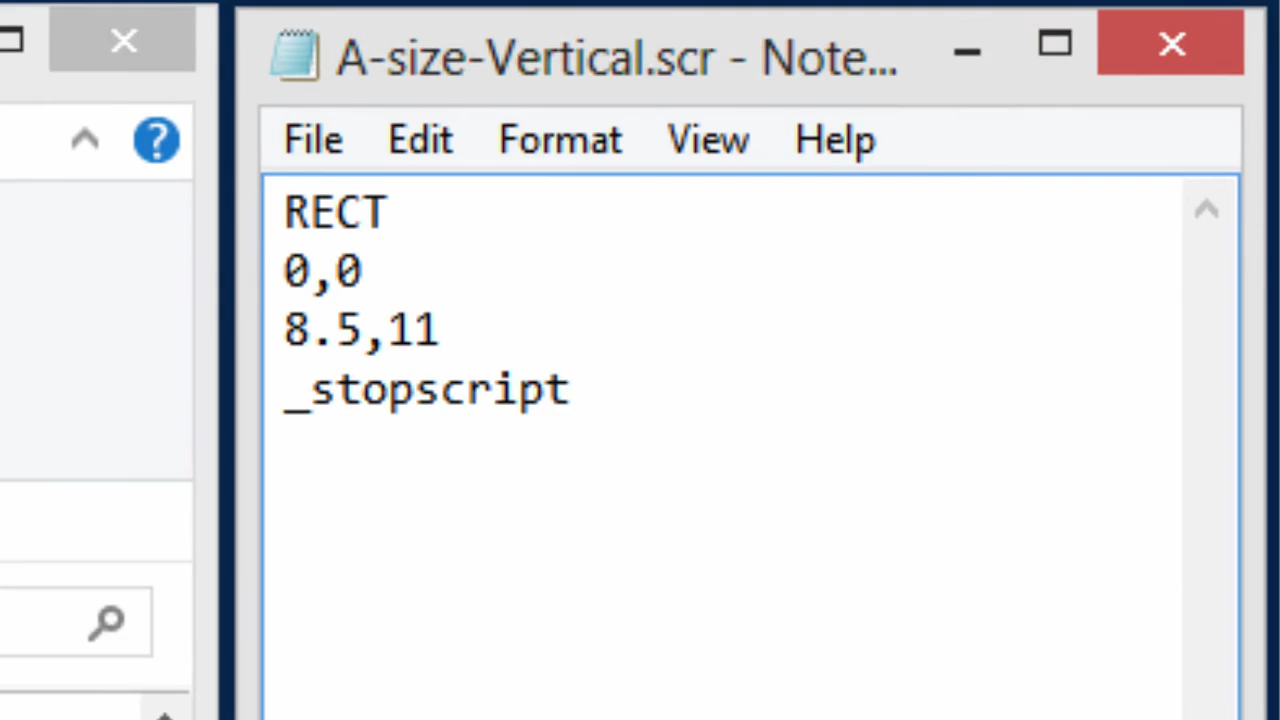 A-size-Vertical.scr - Note...
File Edit Format View Help
RECT
0,0
8.5,11
_stopscript